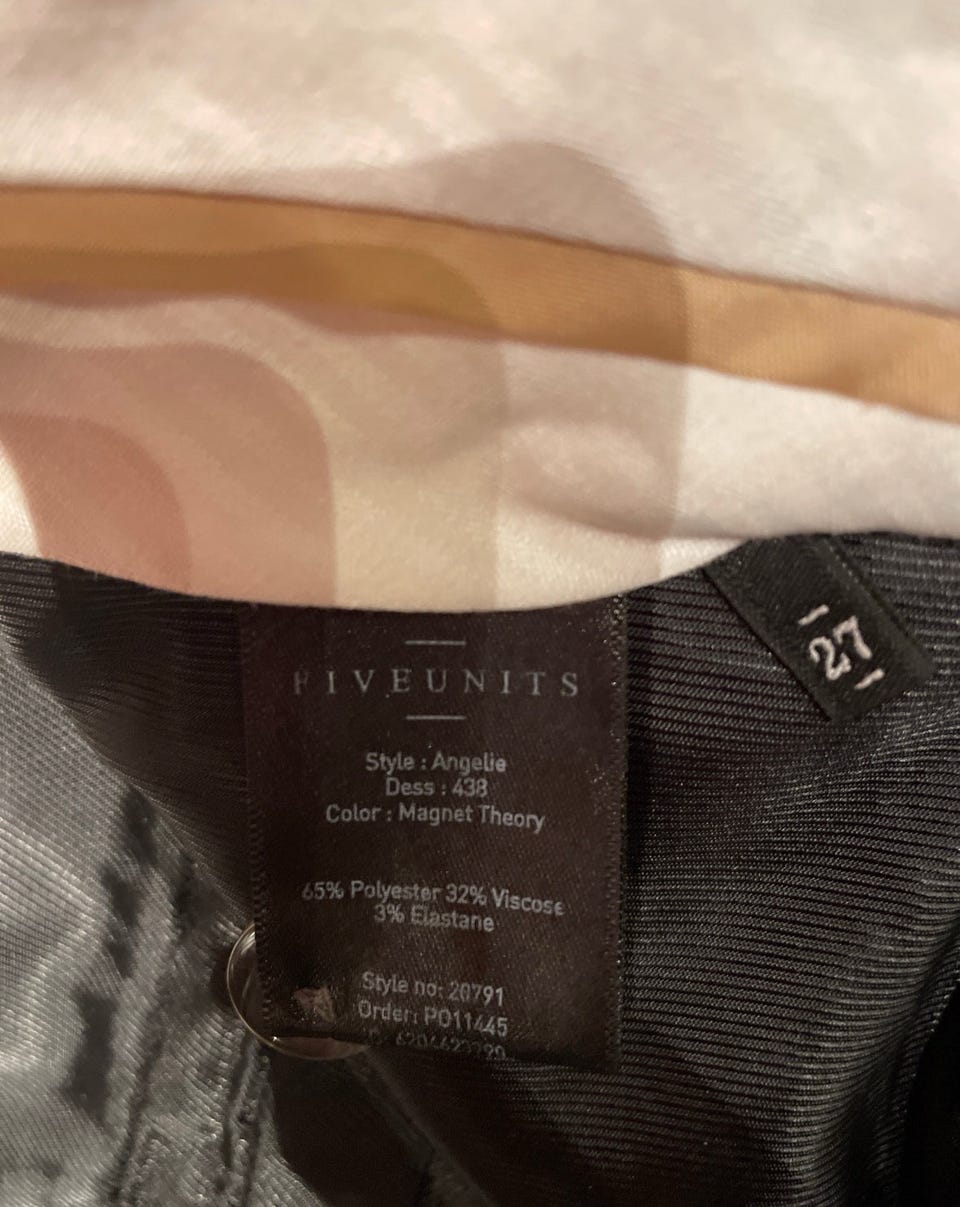 FIVEUNITS
Style : Angelie
Dess : 438
Color : Magnet Theory
65% Polyester 32% Viscose
3% Elastane
Style no: 20791
Order: PO11445
27